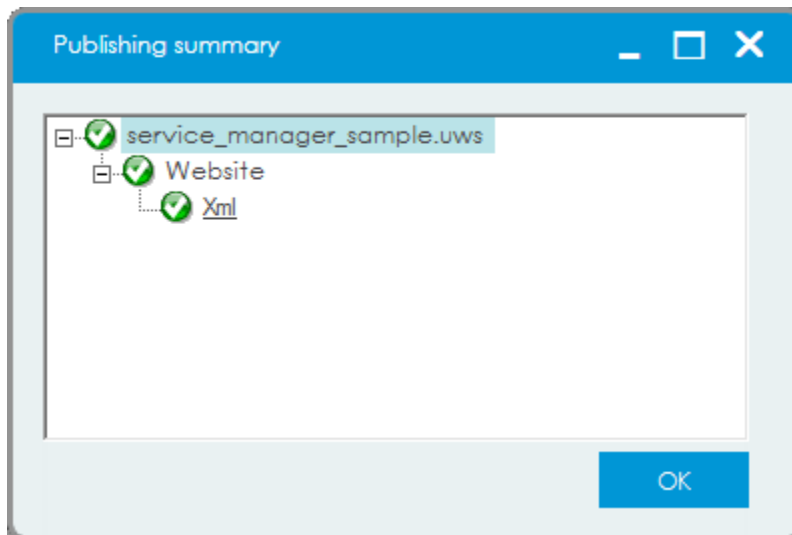 Publishing summary
service_manager_sample.uws
Website
Xml
OK